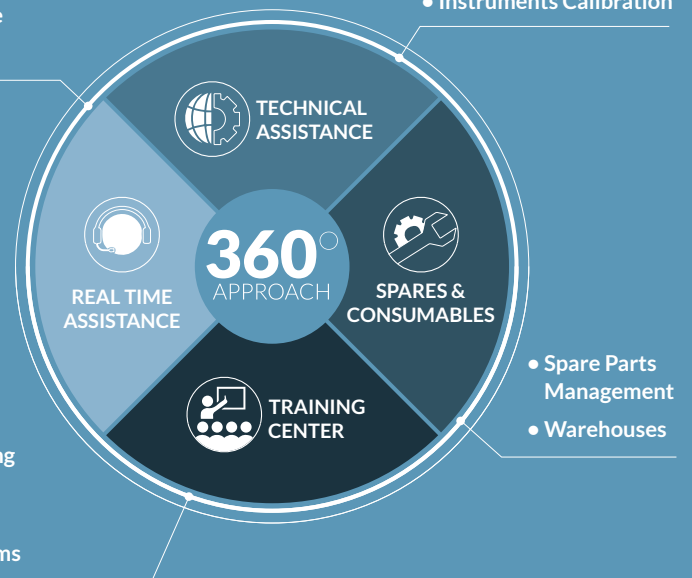 • Instruments Calibration
TECHNICAL
ASSISTANCE
360°
APPROACH
REAL TIME
ASSISTANCE
SPARES &
CONSUMABLES
• Spare Parts
Management
• Warehouses
TRAINING
CENTER